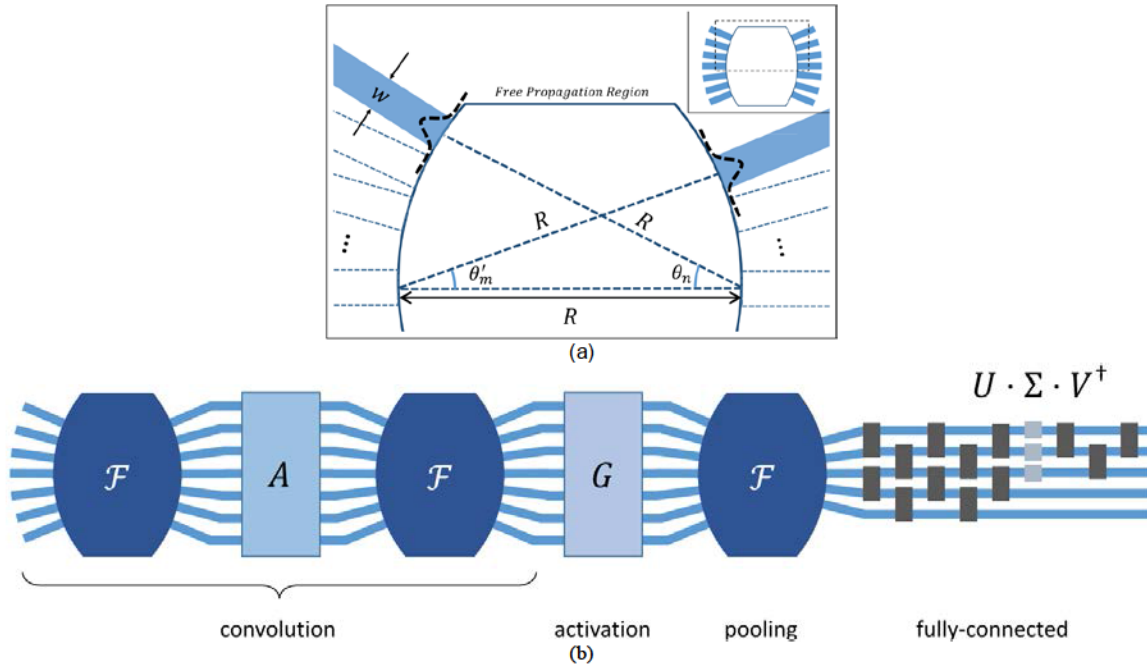 Free Propagation Region
w
R
R
θ′ₘ
θₙ
R
...
...
(a)
U · Σ · V†
ℱ
A
ℱ
G
ℱ
convolution
activation
pooling
fully-connected
(b)